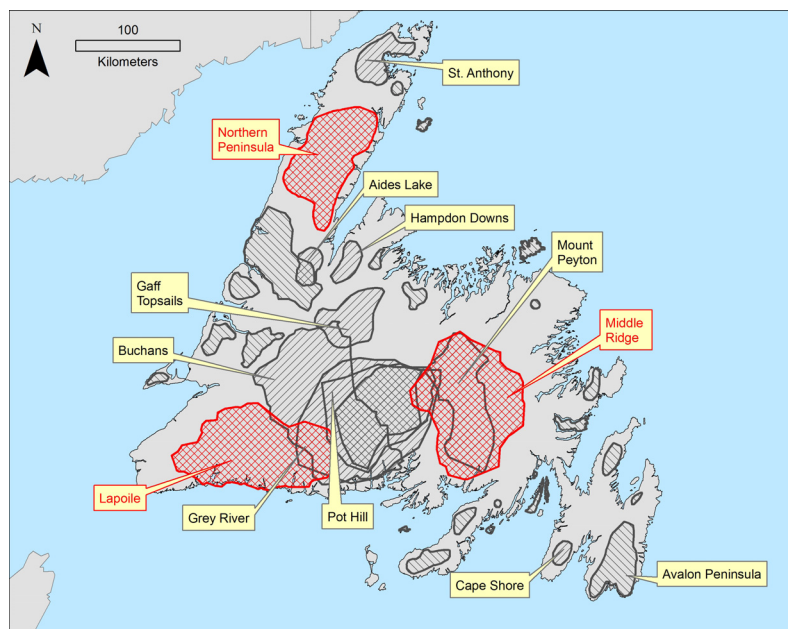 N
100
Kilometers
St. Anthony
Northern
Peninsula
Aides Lake
Hampdon Downs
Mount
Peyton
Gaff
Topsails
Middle
Ridge
Buchans
Lapoile
Grey River
Pot Hill
Cape Shore
Avalon Peninsula